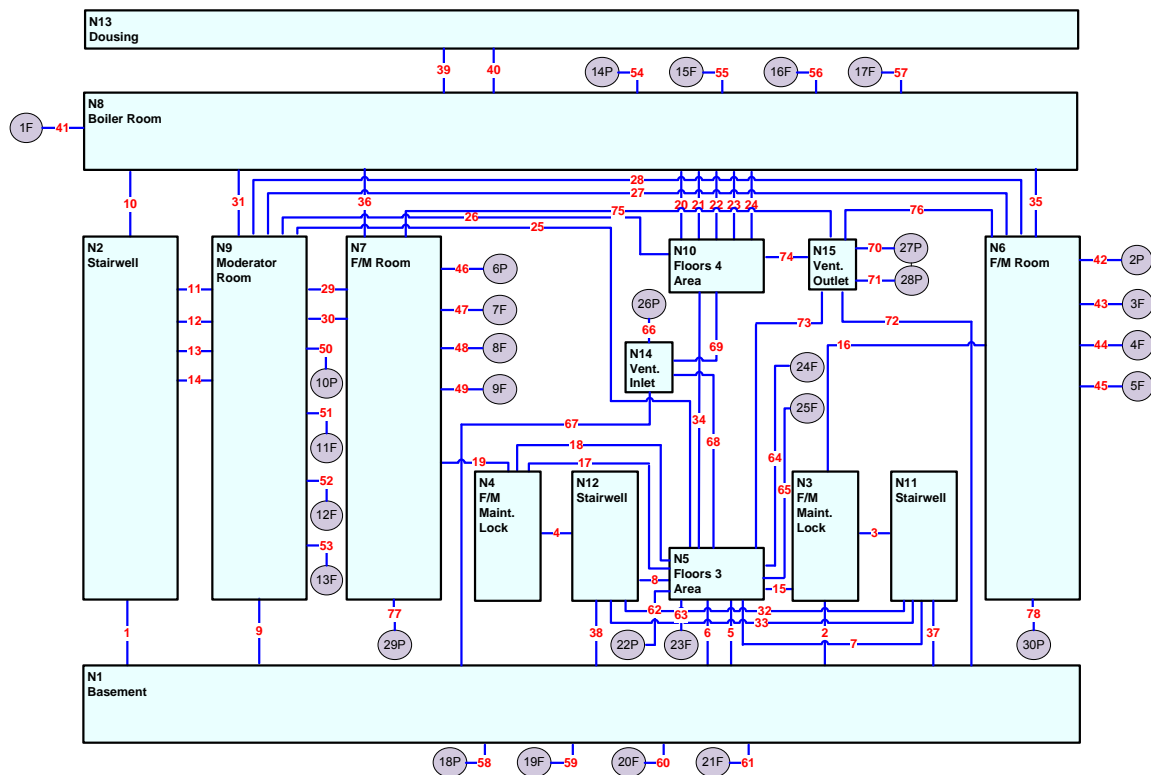 N13
Dousing
39
40
14P
54
15F
55
16F
56
17F
57
N8
Boiler Room
1F
41
10
31
28
27
36
35
26
25
75
20
21
22
23
24
76
N2
Stairwell
N9
Moderator
Room
N7
F/M Room
N10
Floors 4
Area
74
N15
Vent.
Outlet
70
27P
71
28P
N6
F/M Room
42
2P
43
3F
44
4F
45
5F
46
6P
47
7F
48
8F
49
9F
11
29
12
30
13
14
50
10P
51
11F
52
12F
53
13F
26P
66
N14
Vent.
Inlet
69
73
72
16
24F
25F
67
34
68
18
17
19
64
65
N4
F/M
Maint.
Lock
4
N12
Stairwell
N3
F/M
Maint.
Lock
3
N11
Stairwell
N5
Floors 3
Area
8
15
62
63
32
33
1
9
77
29P
38
22P
23F
6
5
7
2
37
78
30P
N1
Basement
18P
58
19F
59
20F
60
21F
61